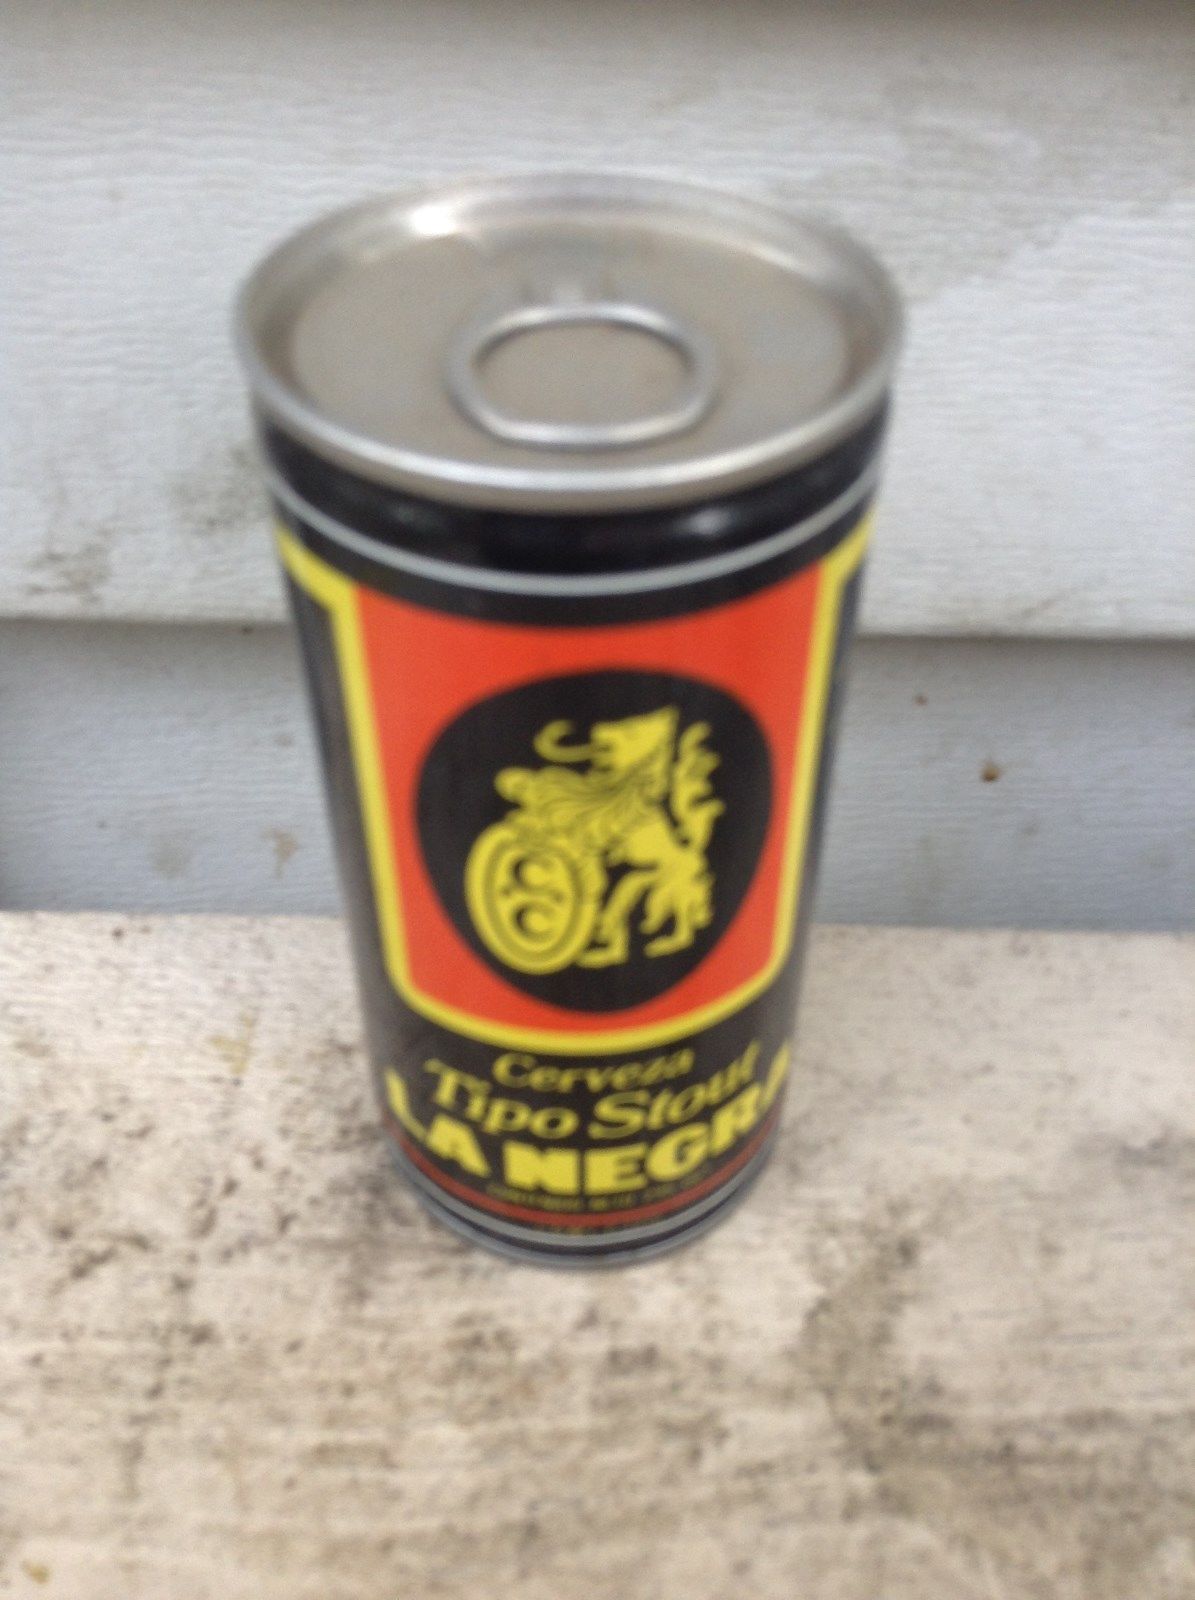 Cerveza
Tipo Stout
LA NEGRA